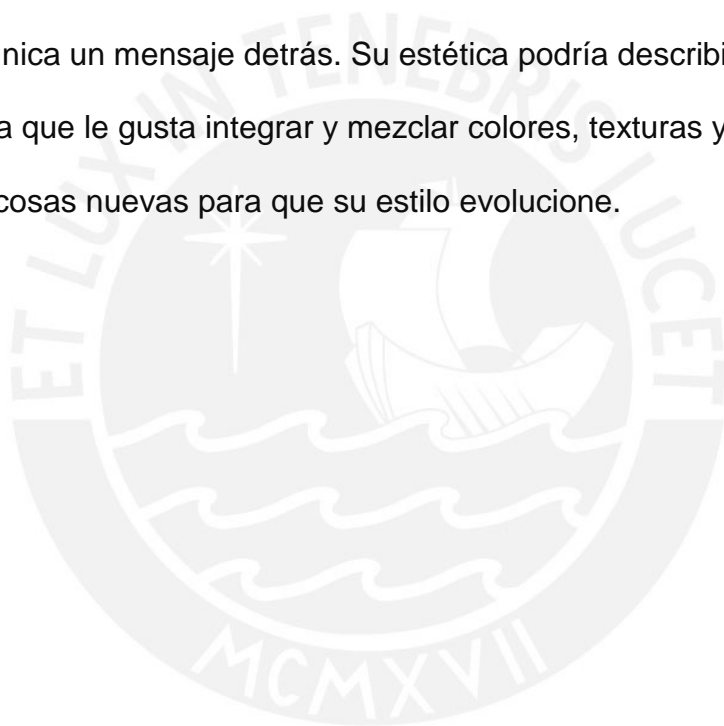 nica un mensaje detrás. Su estética podría describi
a que le gusta integrar y mezclar colores, texturas y
cosas nuevas para que su estilo evolucione.
ET LUX IN TENEBRIS LUCET
MCMXVII